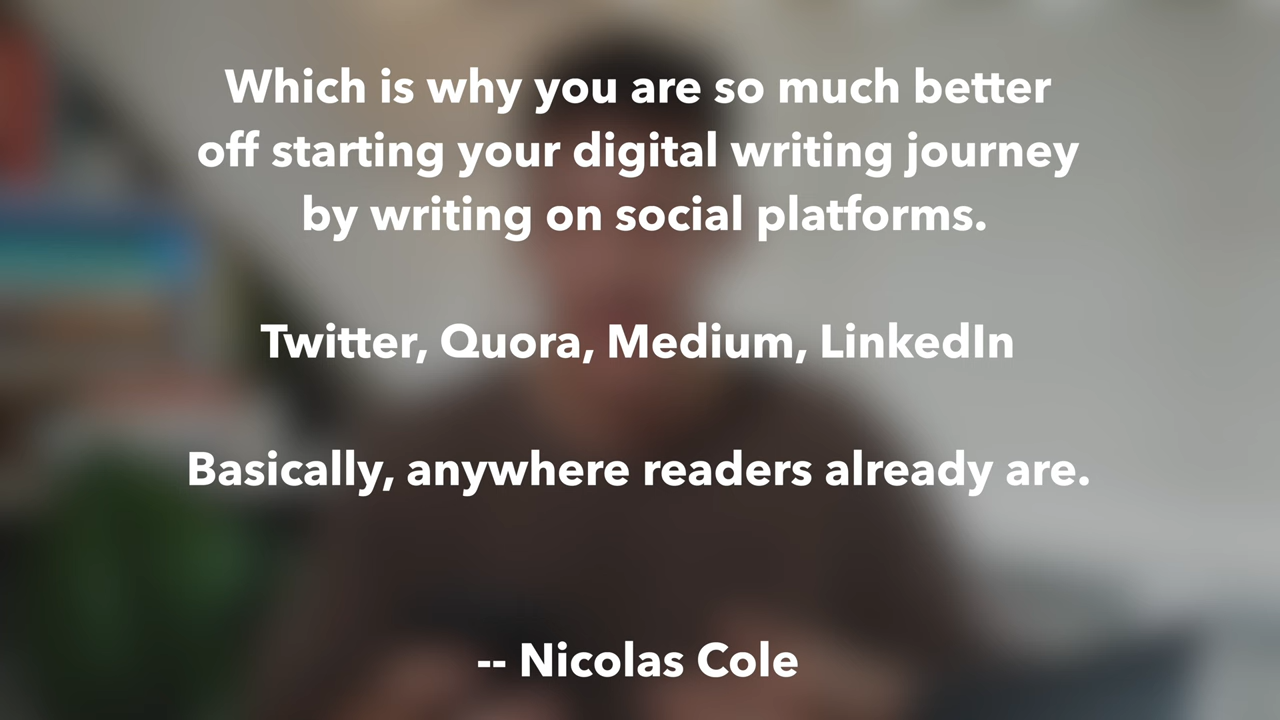 Which is why you are so much better
off starting your digital writing journey
by writing on social platforms.
Twitter, Quora, Medium, LinkedIn
Basically, anywhere readers already are.
-- Nicolas Cole